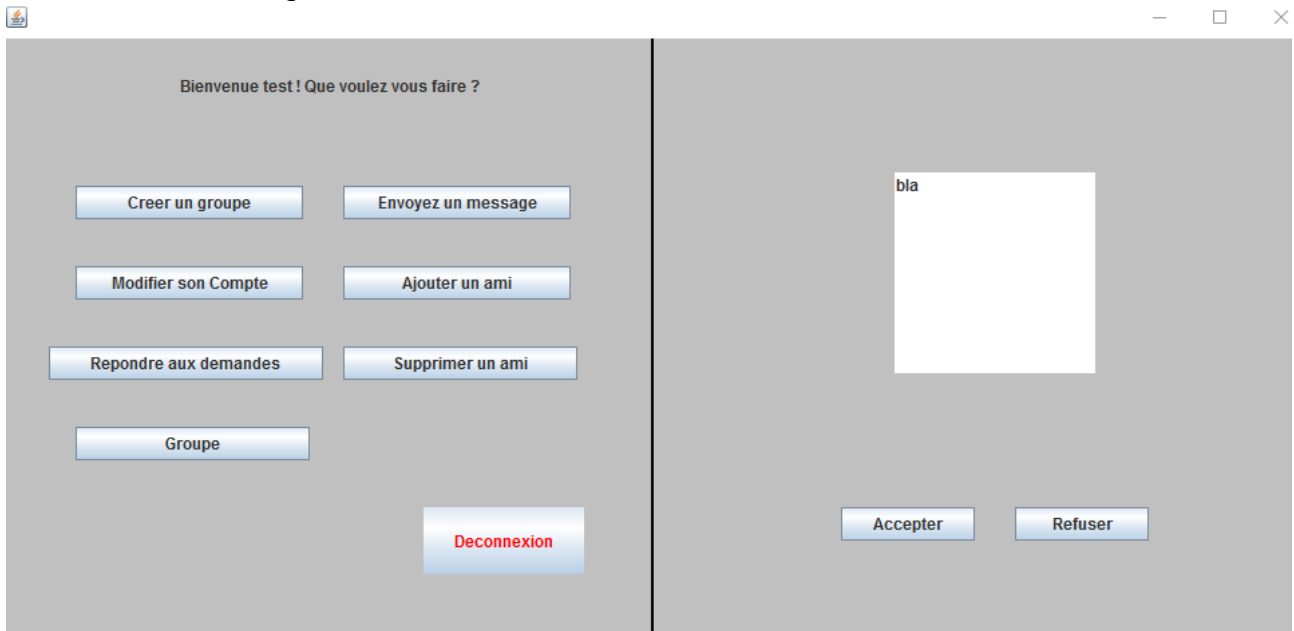 Bienvenue test ! Que voulez vous faire ?
Creer un groupe
Envoyez un message
Modifier son Compte
Ajouter un ami
Repondre aux demandes
Supprimer un ami
Groupe
Deconnexion
bla
Accepter
Refuser